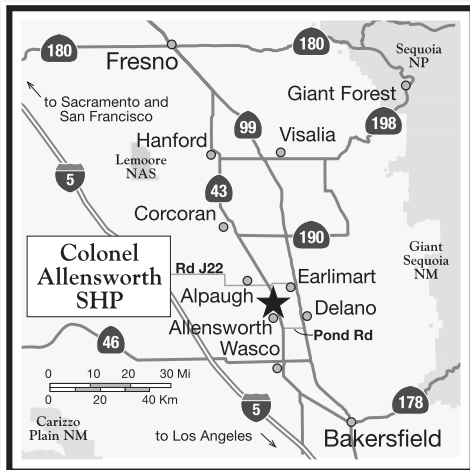 180
180
Fresno
Sequoia
NP
to Sacramento and
San Francisco
Giant Forest
99
198
Hanford
Visalia
Lemoore
NAS
5
43
Corcoran
190
Colonel
Allensworth
SHP
Rd J22
Giant
Sequoia
NM
Earlimart
Alpaugh
Delano
Allensworth
Pond Rd
46
Wasco
0 10 20 30 Mi
0 20 40 Km
5
178
Carizzo
Plain NM
to Los Angeles
Bakersfield